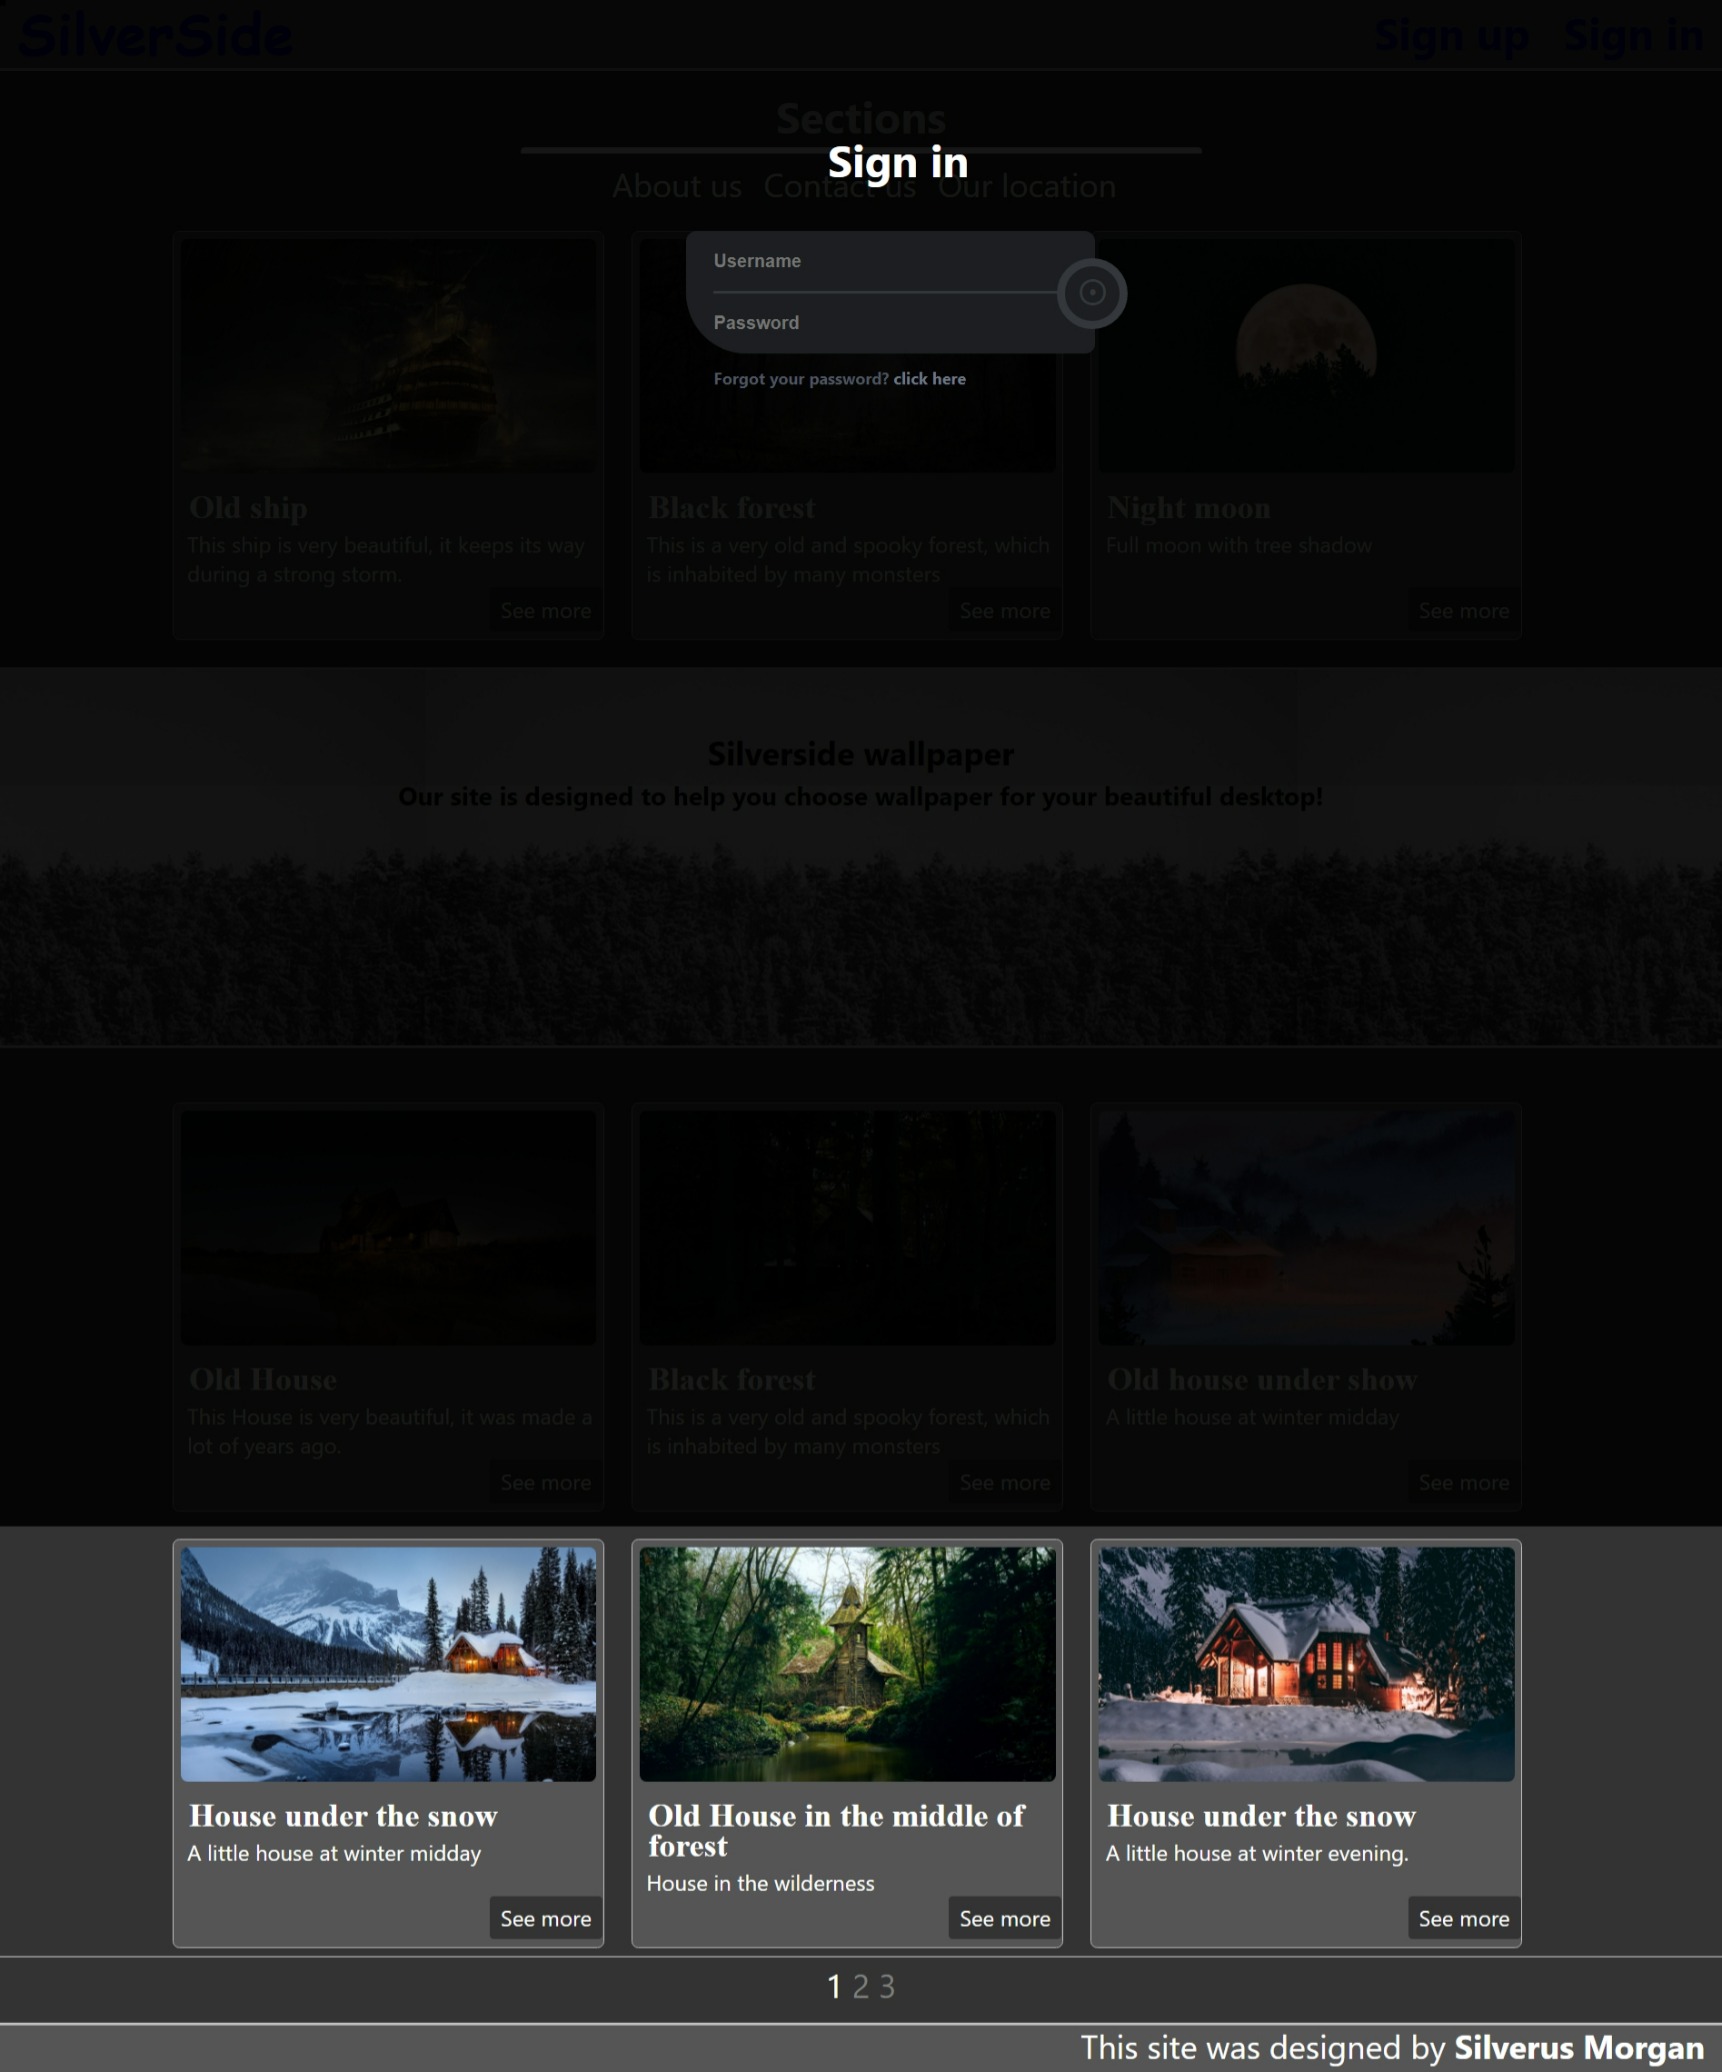 SilverSide
Sign up Sign in
Sections
Sign in
About us Contact us Our location
Username
Password
Forgot your password? click here
Old ship
This ship is very beautiful, it keeps its way
during a strong storm.
See more
Black forest
This is a very old and spooky forest, which
is inhabited by many monsters
See more
Night moon
Full moon with tree shadow
See more
Silverside wallpaper
Our site is designed to help you choose wallpaper for your beautiful desktop!
Old House
This House is very beautiful, it was made a
lot of years ago.
See more
Black forest
This is a very old and spooky forest, which
is inhabited by many monsters
See more
Old house under show
A little house at winter midday
See more
House under the snow
A little house at winter midday
See more
Old House in the middle of
forest
House in the wilderness
See more
House under the snow
A little house at winter evening.
See more
1 2 3
This site was designed by Silverus Morgan